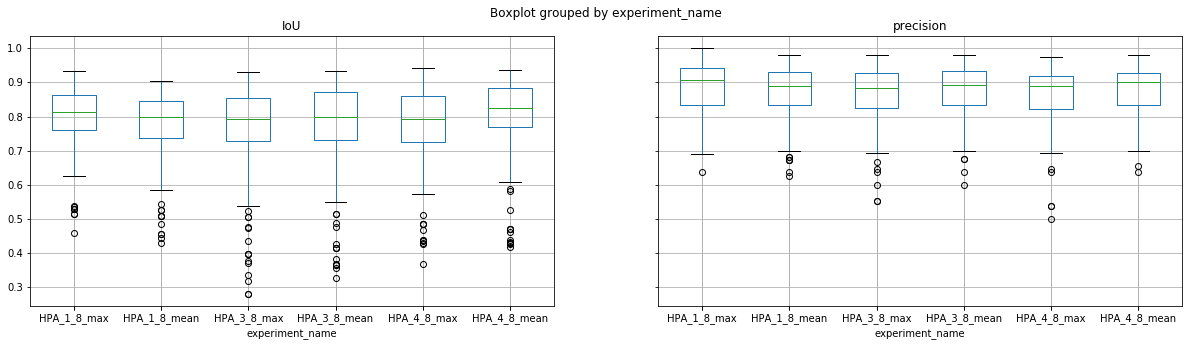 Boxplot grouped by experiment_name
IoU
precision
1.0
0.9
0.8
0.7
0.6
0.5
0.4
0.3
HPA_1_8_max HPA_1_8_mean HPA_3_8_max HPA_3_8_mean HPA_4_8_max HPA_4_8_mean
experiment_name
HPA_1_8_max HPA_1_8_mean HPA_3_8_max HPA_3_8_mean HPA_4_8_max HPA_4_8_mean
experiment_name